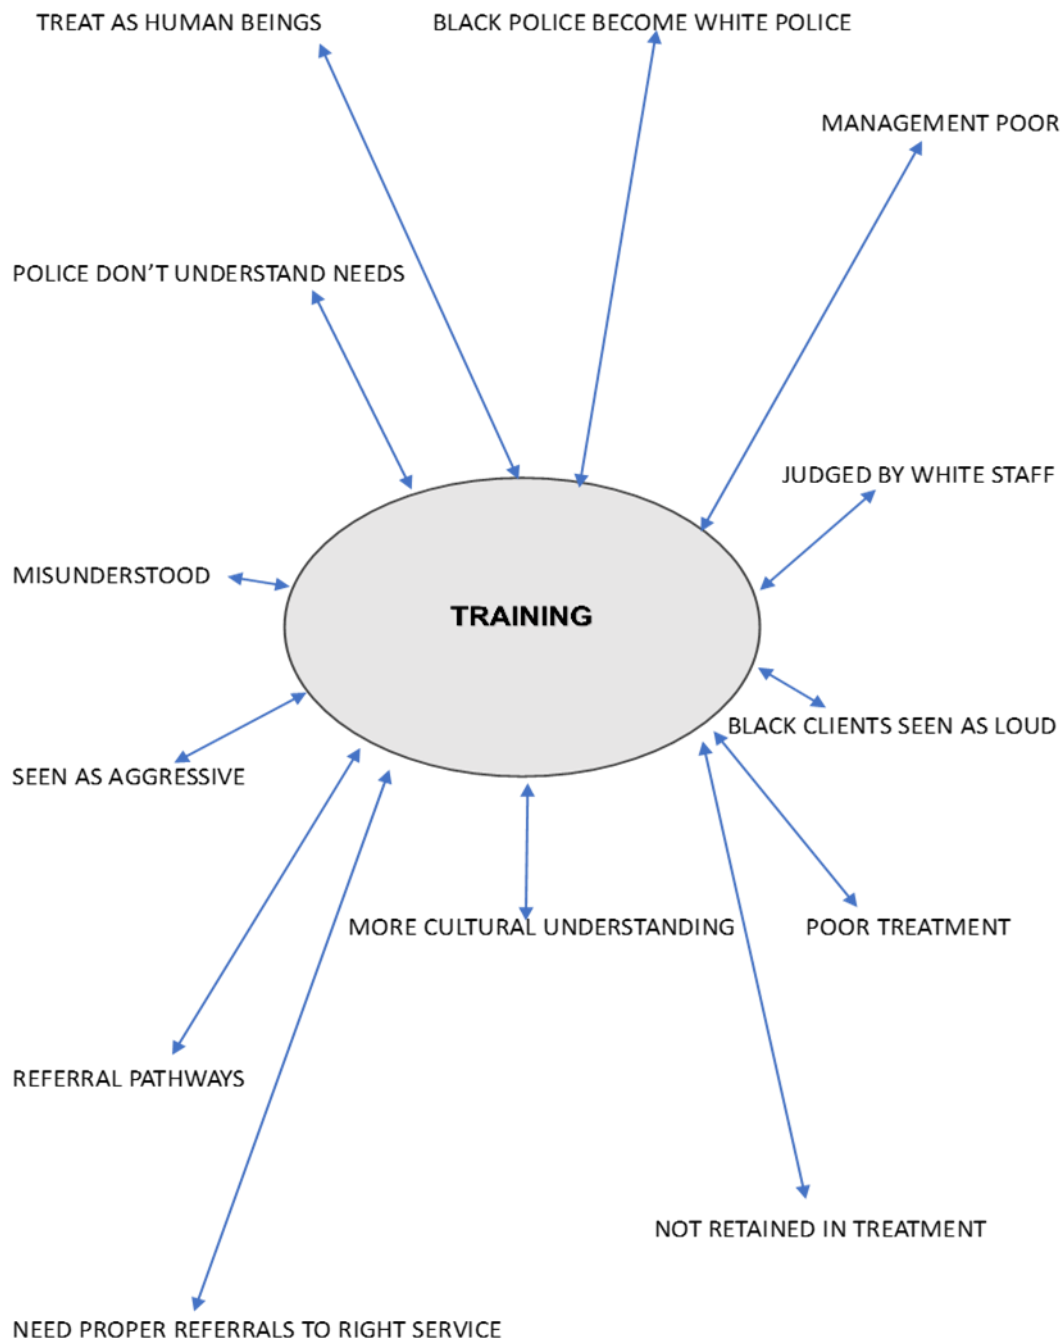 TREAT AS HUMAN BEINGS
BLACK POLICE BECOME WHITE POLICE
MANAGEMENT POOR
POLICE DON’T UNDERSTAND NEEDS
JUDGED BY WHITE STAFF
MISUNDERSTOOD
TRAINING
BLACK CLIENTS SEEN AS LOUD
SEEN AS AGGRESSIVE
MORE CULTURAL UNDERSTANDING
POOR TREATMENT
REFERRAL PATHWAYS
NOT RETAINED IN TREATMENT
NEED PROPER REFERRALS TO RIGHT SERVICE